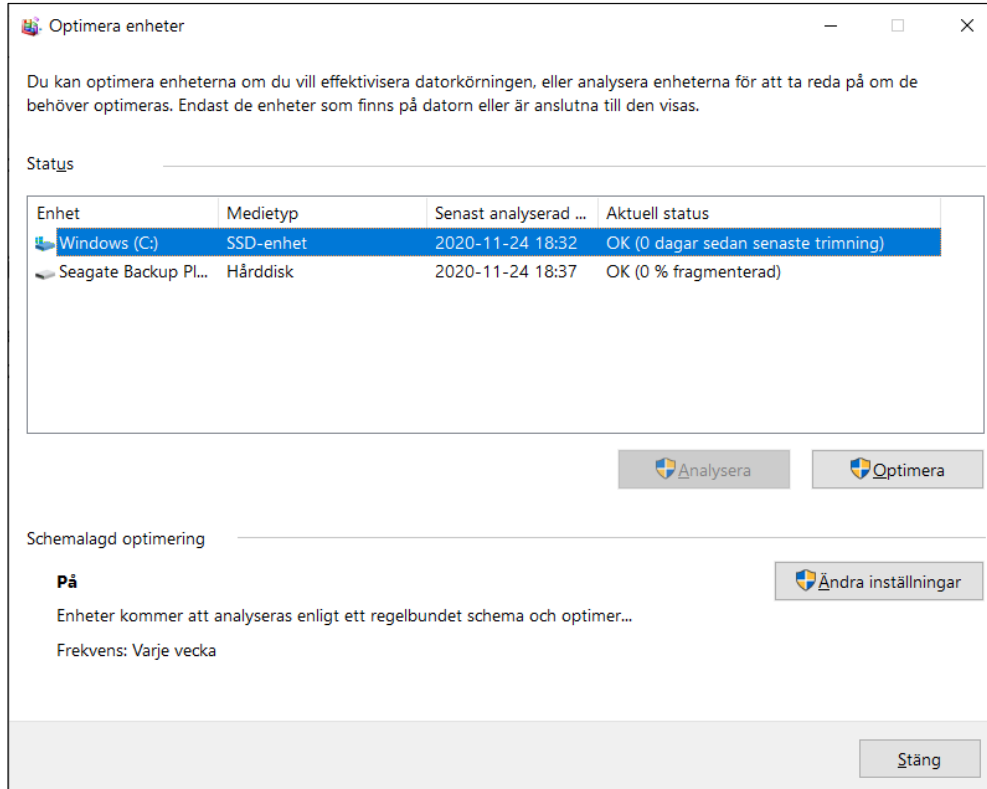 Optimera enheter
Du kan optimera enheterna om du vill effektivisera datorkörningen, eller analysera enheterna för att ta reda på om de
behöver optimeras. Endast de enheter som finns på datorn eller är anslutna till den visas.
Status
Enhet Medietyp Senast analyserad ... Aktuell status
Windows (C:) SSD-enhet 2020-11-24 18:32 OK (0 dagar sedan senaste trimning)
Seagate Backup Pl... Hårddisk 2020-11-24 18:37 OK (0 % fragmenterad)
Analysera Optimera
Schemalagd optimering
På Ändra inställningar
Enheter kommer att analyseras enligt ett regelbundet schema och optimer...
Frekvens: Varje vecka
Stäng